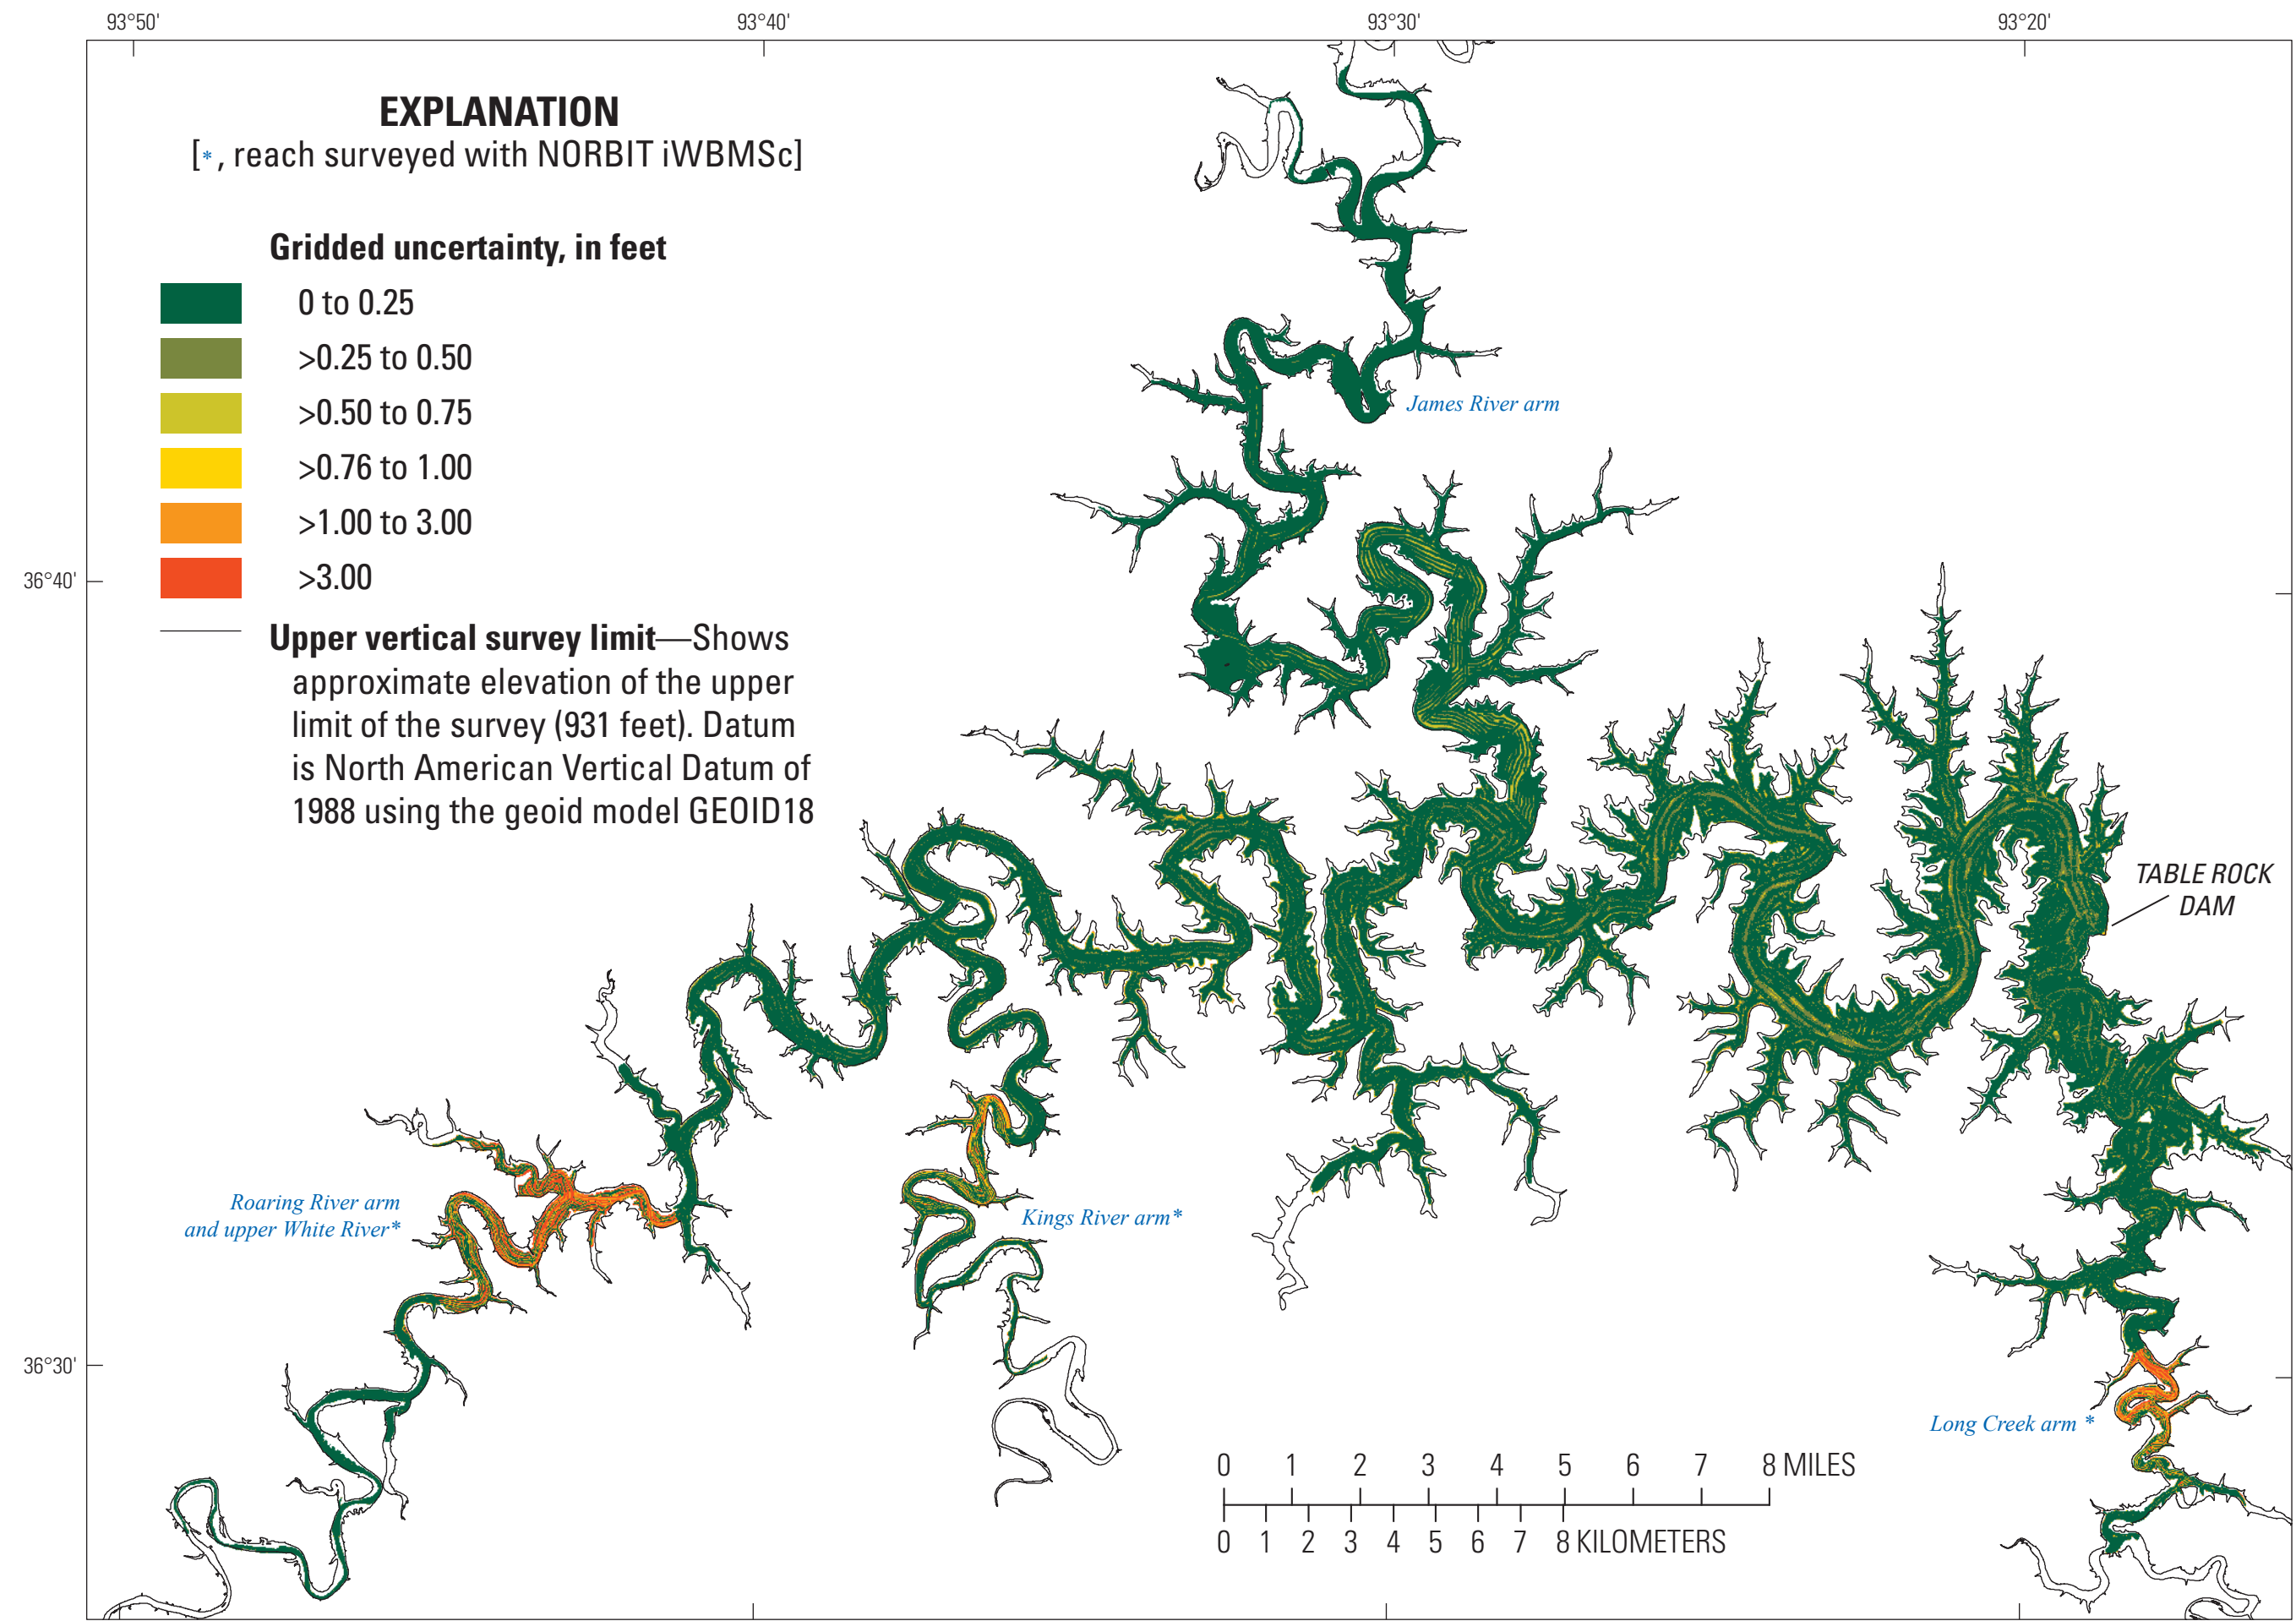 93°50' 93°40' 93°30' 93°20'
EXPLANATION
[*, reach surveyed with NORBIT iWBMSc]
Gridded uncertainty, in feet
0 to 0.25
>0.25 to 0.50
>0.50 to 0.75
>0.76 to 1.00
>1.00 to 3.00
>3.00
Upper vertical survey limit—Shows
approximate elevation of the upper
limit of the survey (931 feet). Datum
is North American Vertical Datum of
1988 using the geoid model GEOID18
James River arm
36°40'
TABLE ROCK
DAM
Roaring River arm
and upper White River*
Kings River arm*
36°30'
Long Creek arm *
0 1 2 3 4 5 6 7 8 MILES
0 1 2 3 4 5 6 7 8 KILOMETERS